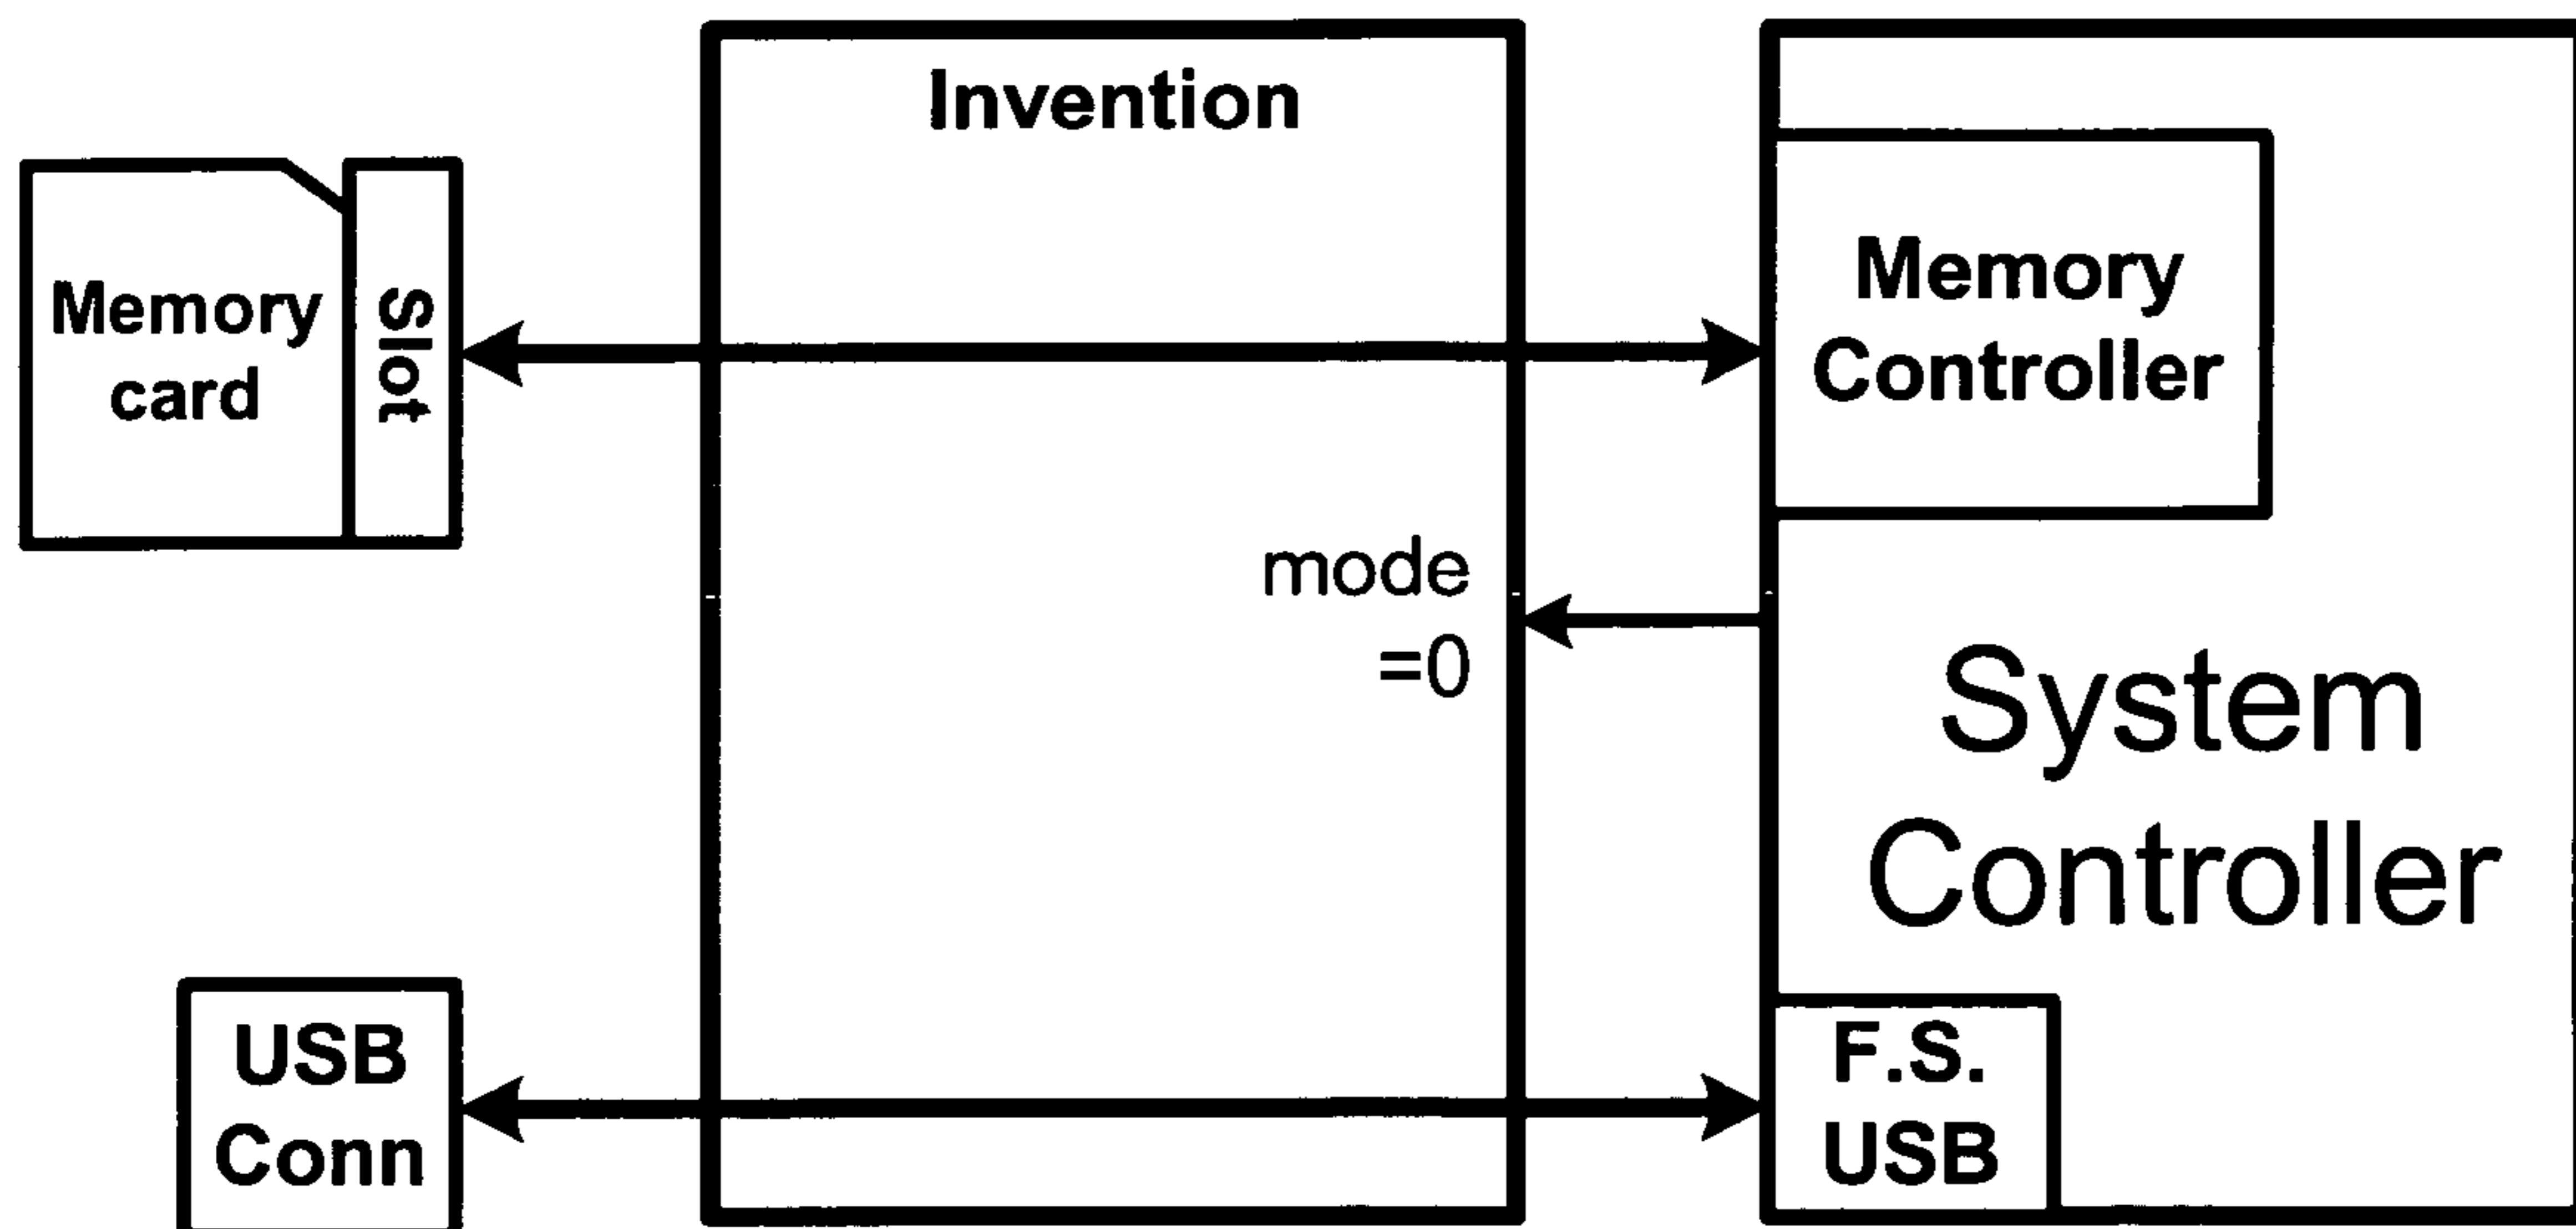 Invention
Memory
card
Slot
Memory
Controller
mode
=0
System
Controller
USB
Conn
F.S.
USB